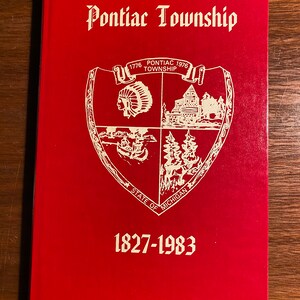 Pontiac Township
1776 PONTIAC 1976
TOWNSHIP
STATE OF MICHIGAN
1827-1983